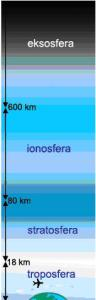 eksosfera
600 km
ionosfera
80 km
stratosfera
18 km
troposfera